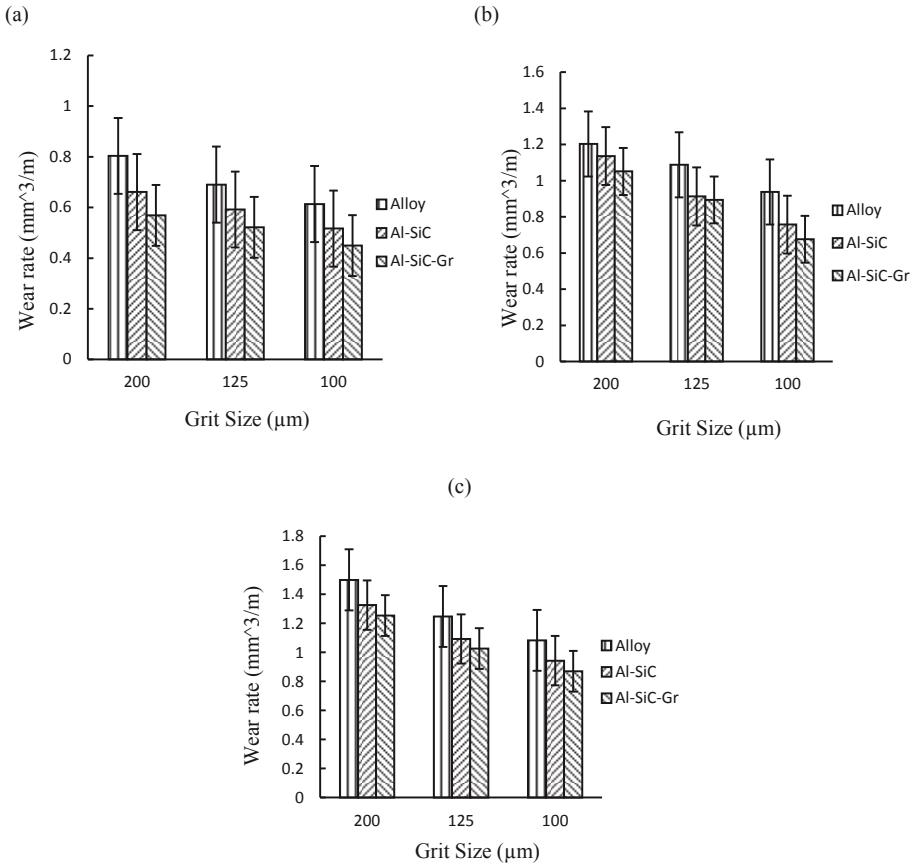 (a)
1.2
1
0.8
0.6
0.4
0.2
0
Wear rate (mm^3/m)
200 125 100
Grit Size (µm)
Alloy
Al-SiC
Al-SiC-Gr
(b)
1.6
1.4
1.2
1
0.8
0.6
0.4
0.2
0
Wear rate (mm^3/m)
200 125 100
Grit Size (µm)
Alloy
Al-SiC
Al-SiC-Gr
(c)
1.8
1.6
1.4
1.2
1
0.8
0.6
0.4
0.2
0
Wear rate (mm^3/m)
200 125 100
Grit Size (µm)
Alloy
Al-SiC
Al-SiC-Gr